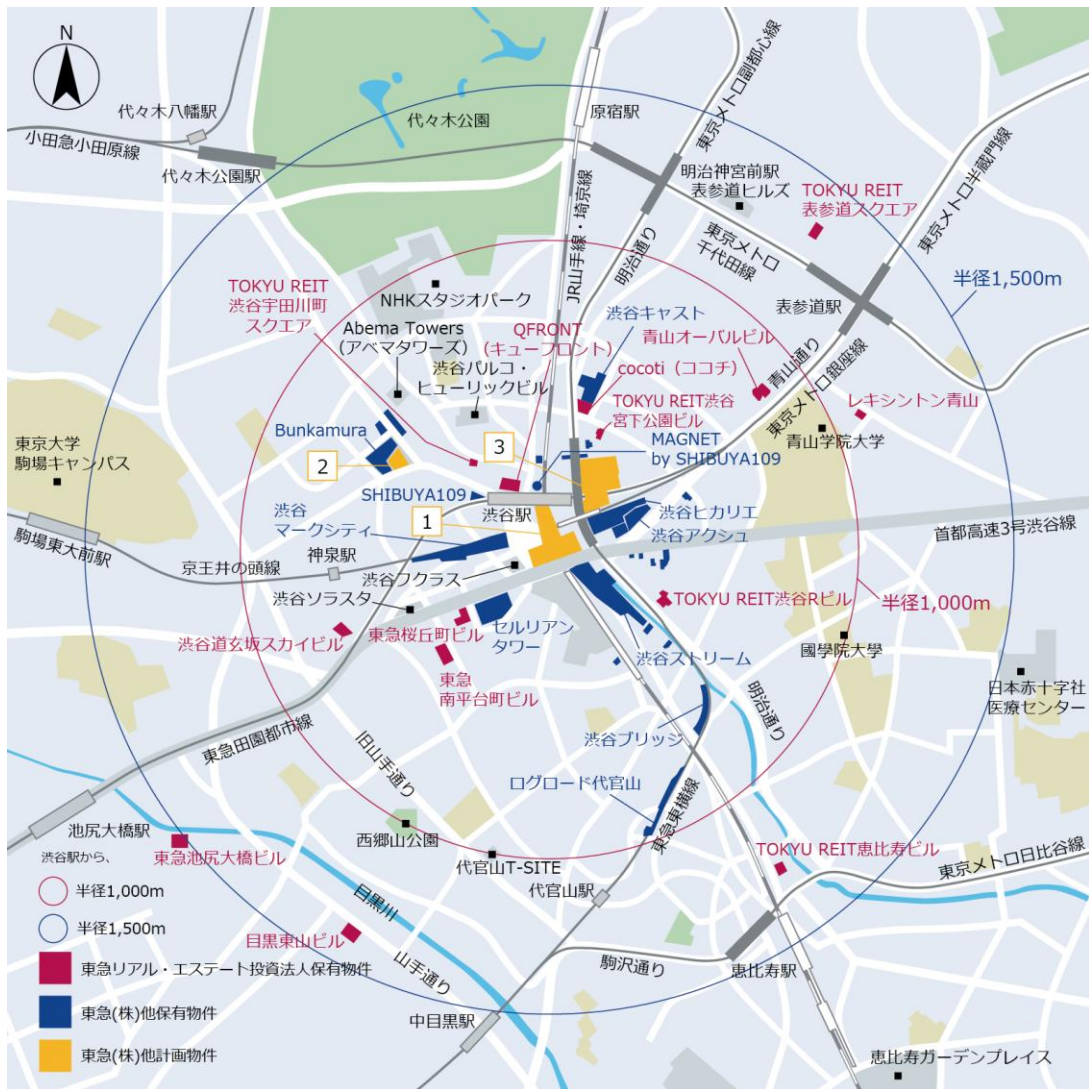 N
代々木八幡駅
小田急小田原線
代々木公園駅
代々木公園
原宿駅
東京メトロ副都心線
明治神宮前駅
表参道ヒルズ
TOKYU REIT
表参道スクエア
東京メトロ半蔵門線
JR山手線・埼京線
明治通り
東京メトロ
千代田線
表参道駅
半径1,500m
TOKYU REIT
渋谷宇田川町
スクエア
NHKスタジオパーク
Abema Towers
(アベマタワーズ)
渋谷パルコ・
ヒューリックビル
QFRONT
(キューフロント)
渋谷キャスト
青山オーバルビル
cocoti（ココチ）
TOKYU REIT渋谷
宮下公園ビル
青山通り
東京メトロ銀座線
レキシントン青山
青山学院大学
東京大学
駒場キャンパス
Bunkamura
2
3
MAGNET
by SHIBUYA109
SHIBUYA109
渋谷駅
渋谷ヒカリエ
渋谷アクシュ
首都高速3号渋谷線
渋谷
マークシティ
1
駒場東大前駅
京王井の頭線
神泉駅
渋谷フクラス
渋谷ソラスタ
TOKYU REIT渋谷Rビル
半径1,000m
渋谷道玄坂スカイビル
東急桜丘町ビル
セルリアン
タワー
渋谷ストリーム
國學院大學
東急
南平台町ビル
日本赤十字社
医療センター
明治通り
東急田園都市線
旧山手通り
渋谷ブリッジ
ログロード代官山
東急東横線
池尻大橋駅
東急池尻大橋ビル
西郷山公園
代官山T-SITE
代官山駅
TOKYU REIT恵比寿ビル
東京メトロ日比谷線
渋谷駅から、
半径1,000m
半径1,500m
目黒川
目黒東山ビル
山手通り
駒沢通り
恵比寿駅
東急リアル・エステート投資法人保有物件
東急(株)他保有物件
東急(株)他計画物件
中目黒駅
恵比寿ガーデンプレイス